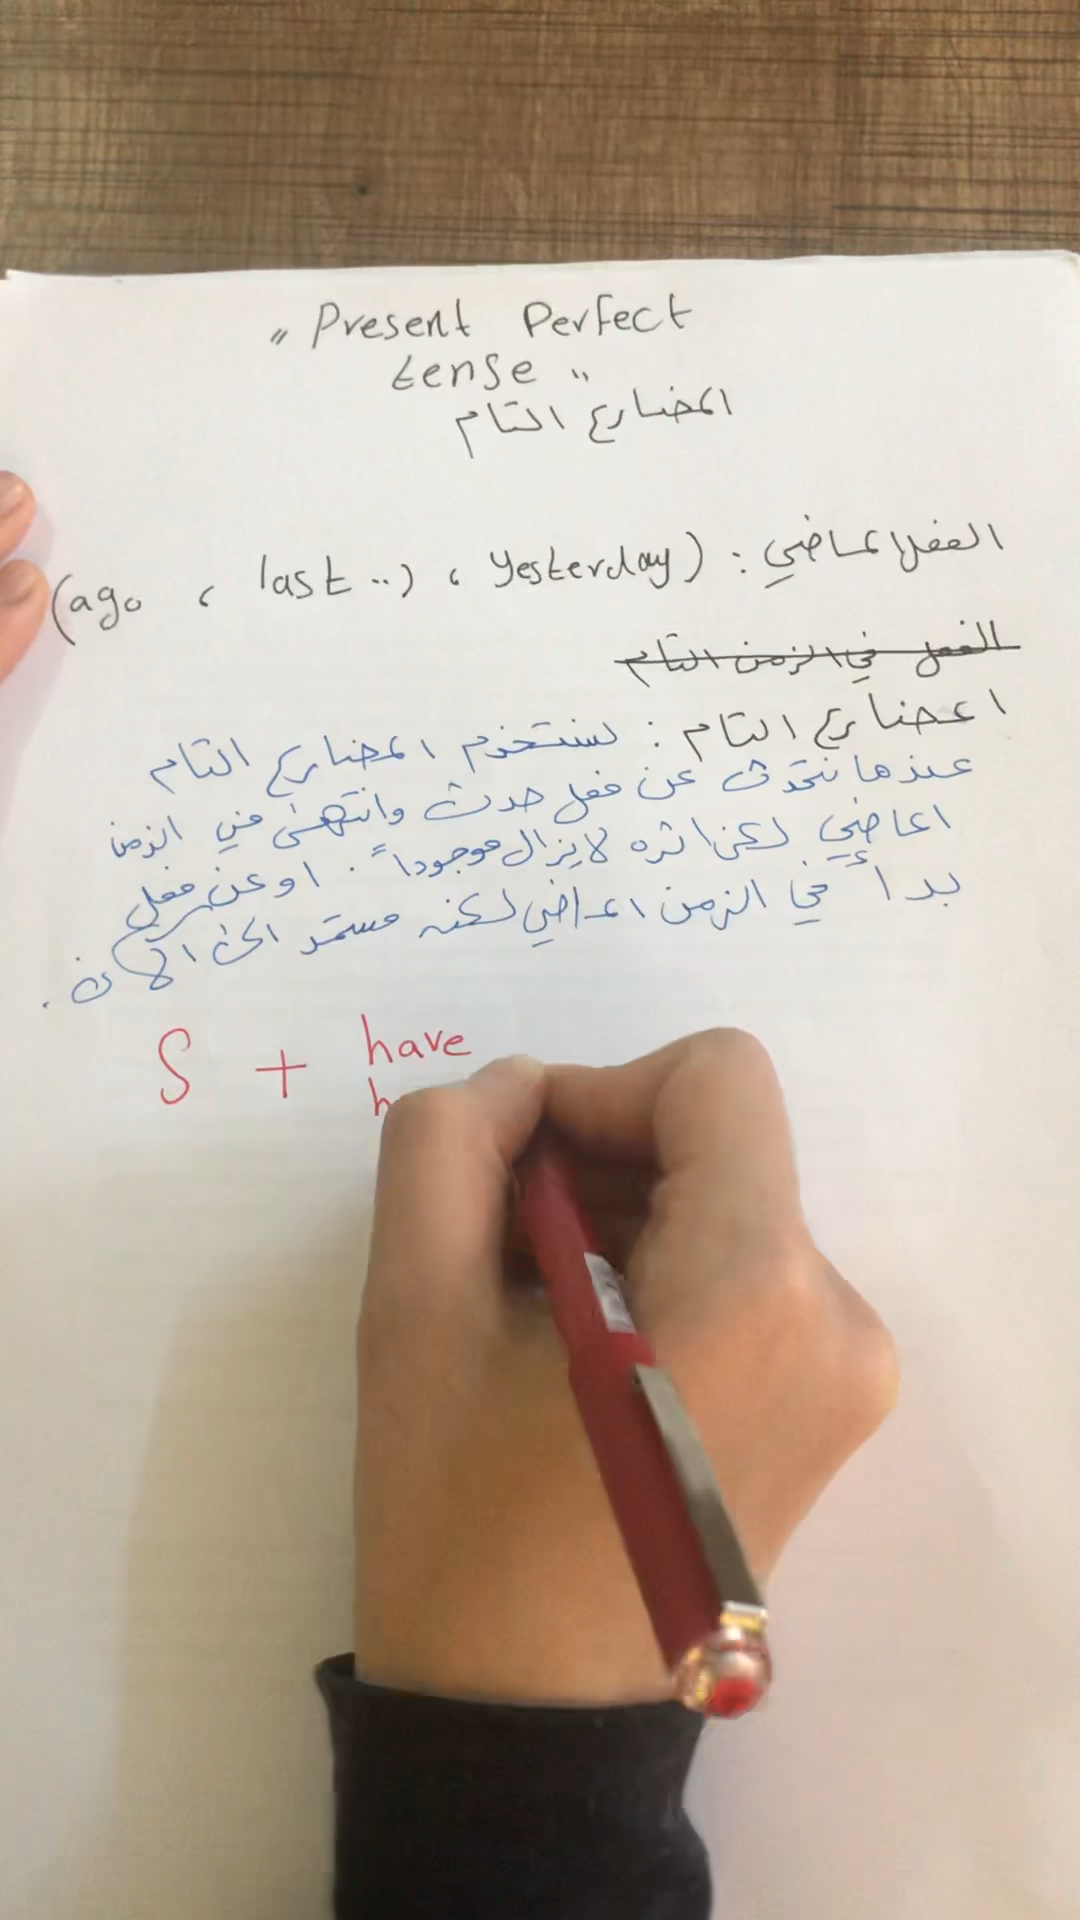 " Present Perfect
tense "
المضارع التام
الفعل الماضي : (ago ، last ..) ، yesterday)
الفعل في الزمن التام
المضارع التام : نستخدم المضارع التام
عندما نتحدث عن فعل حدث وانتهى في الزمن
الماضي لكن اثره لا يزال موجوداً . او عن فعل
بدأ في الزمن الماضي لكنه مستمر الى الآن .
S + have
h